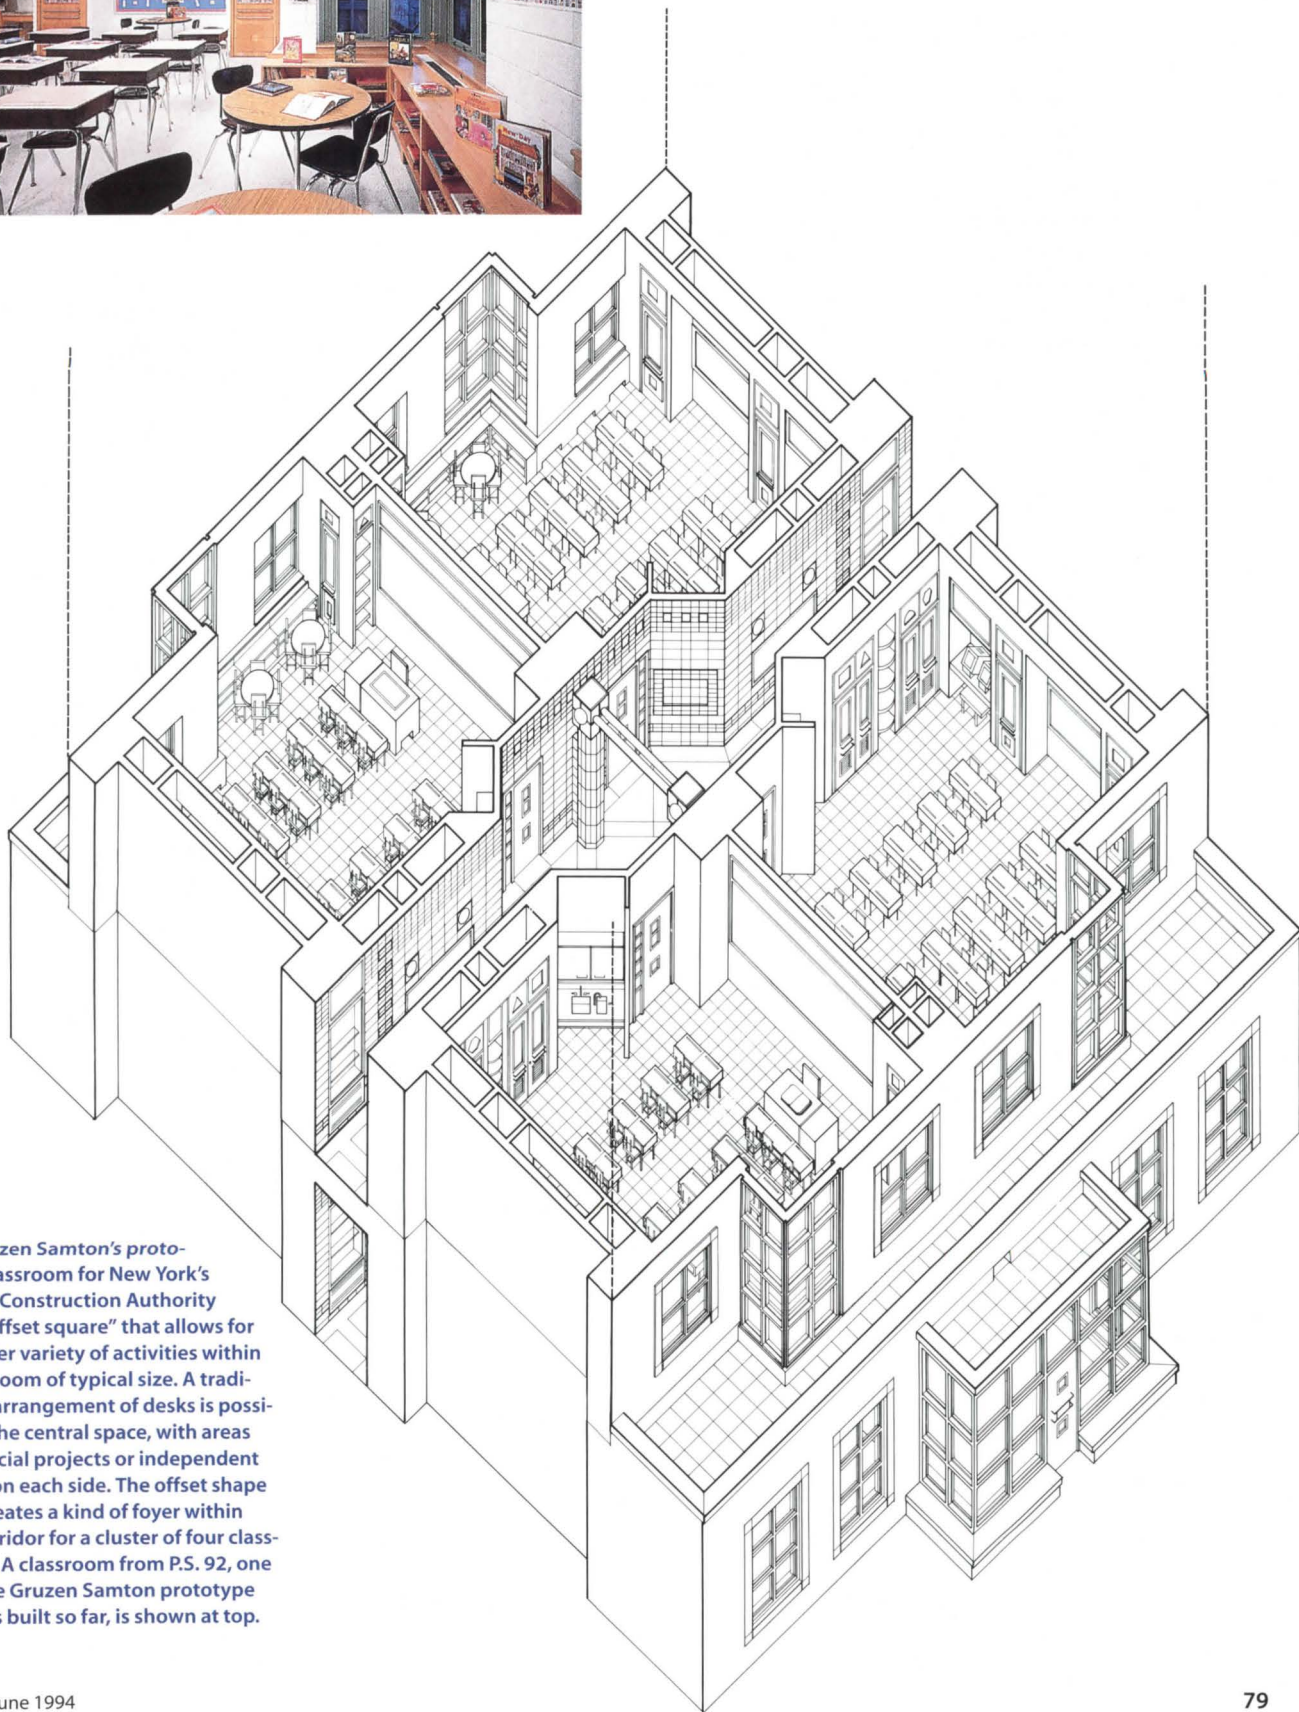 NEW DAY
zen Samton's proto-
assroom for New York's
Construction Authority
ffset square" that allows for
er variety of activities within
room of typical size. A tradi-
arrangement of desks is possi-
he central space, with areas
cial projects or independent
on each side. The offset shape
eates a kind of foyer within
ridor for a cluster of four class-
A classroom from P.S. 92, one
e Gruzen Samton prototype
s built so far, is shown at top.
une 1994
79